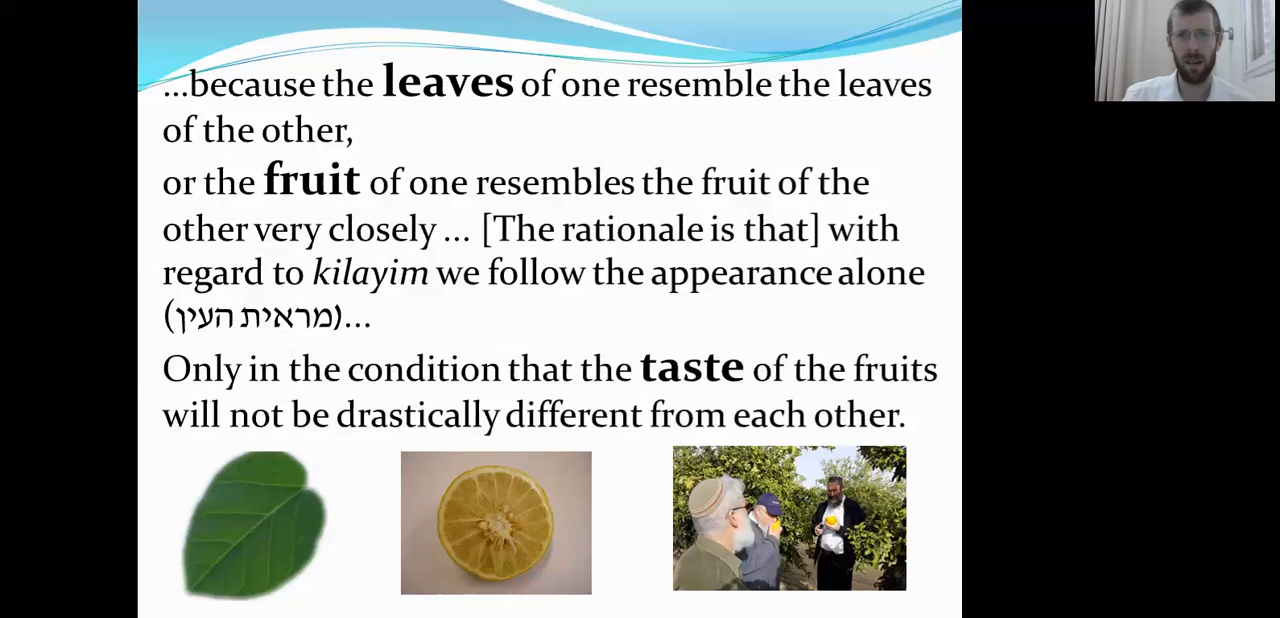 ...because the leaves of one resemble the leaves
of the other,
or the fruit of one resembles the fruit of the
other very closely ... [The rationale is that] with
regard to kilayim we follow the appearance alone
(מראית העין)...
Only in the condition that the taste of the fruits
will not be drastically different from each other.